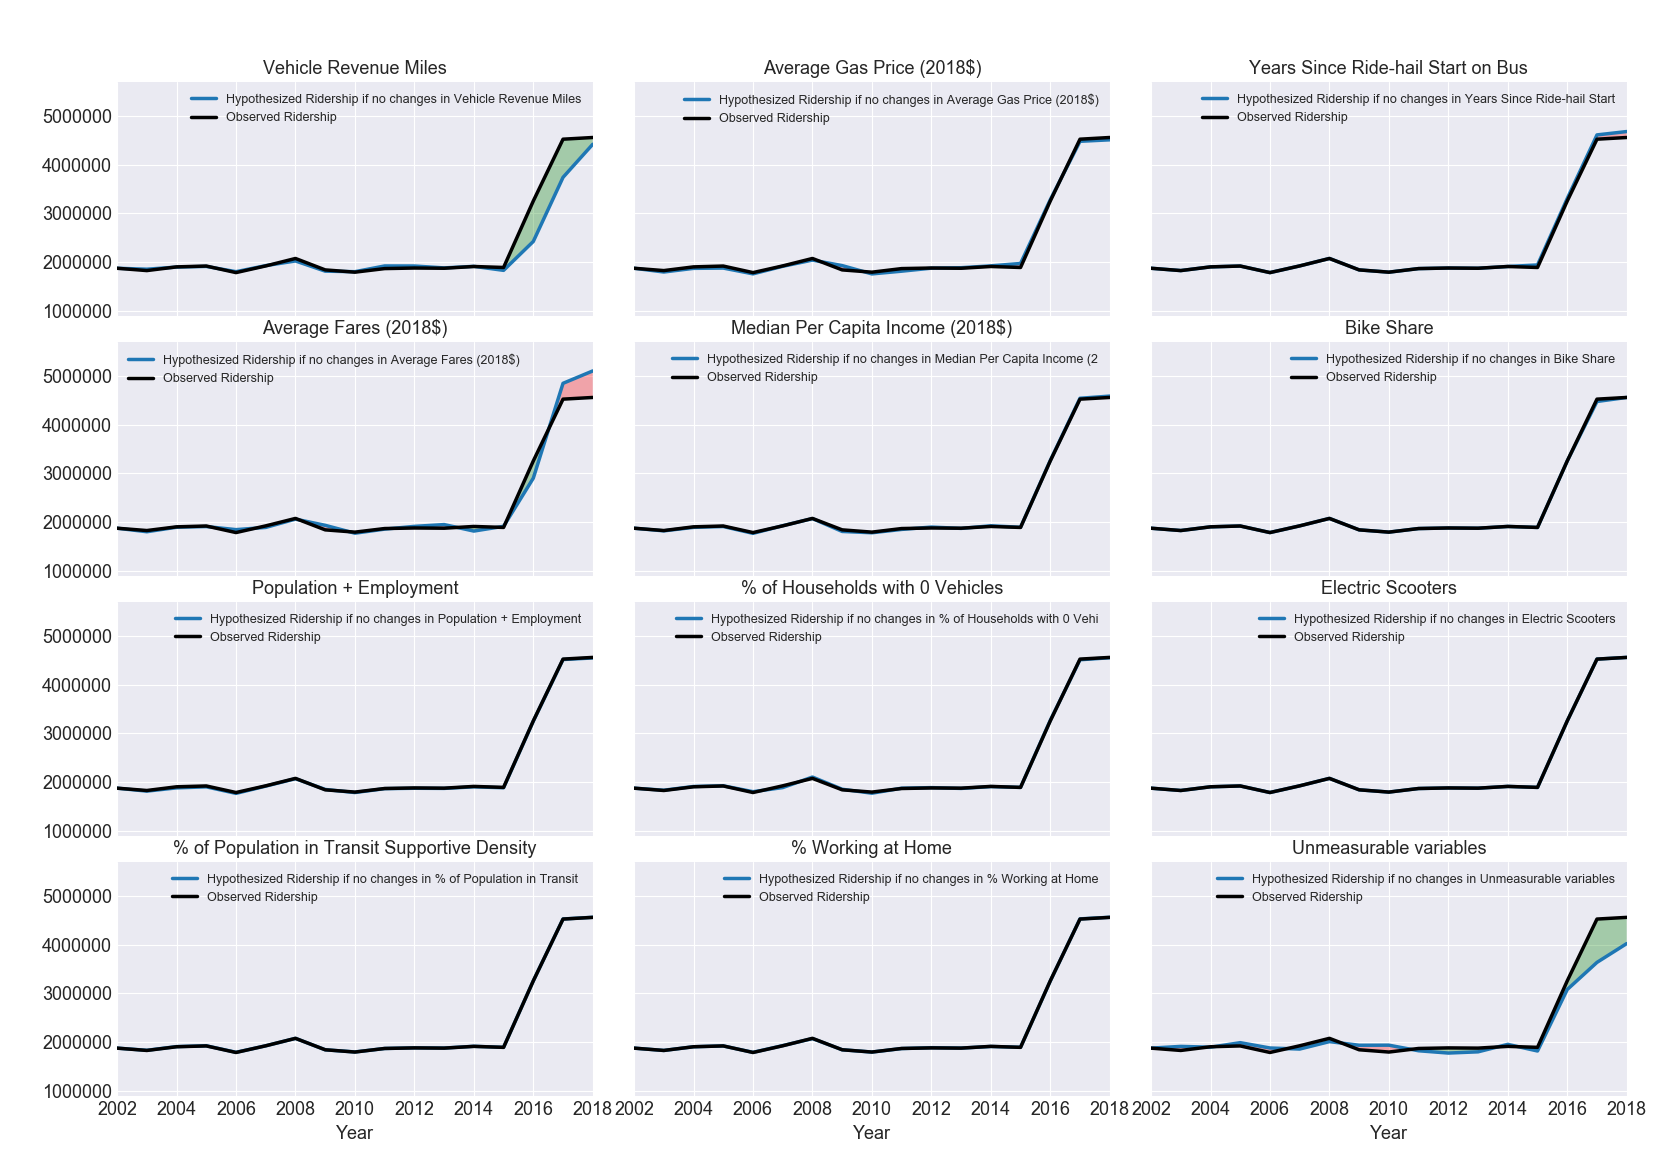 Vehicle Revenue Miles
Average Gas Price (2018$)
Years Since Ride-hail Start on Bus
Hypothesized Ridership if no changes in Vehicle Revenue Miles
Observed Ridership
Hypothesized Ridership if no changes in Average Gas Price (2018$)
Observed Ridership
Hypothesized Ridership if no changes in Years Since Ride-hail Start
Observed Ridership
5000000
4000000
3000000
2000000
1000000
Average Fares (2018$)
Median Per Capita Income (2018$)
Bike Share
Hypothesized Ridership if no changes in Average Fares (2018$)
Observed Ridership
Hypothesized Ridership if no changes in Median Per Capita Income (2
Observed Ridership
Hypothesized Ridership if no changes in Bike Share
Observed Ridership
5000000
4000000
3000000
2000000
1000000
Population + Employment
% of Households with 0 Vehicles
Electric Scooters
Hypothesized Ridership if no changes in Population + Employment
Observed Ridership
Hypothesized Ridership if no changes in % of Households with 0 Vehi
Observed Ridership
Hypothesized Ridership if no changes in Electric Scooters
Observed Ridership
5000000
4000000
3000000
2000000
1000000
% of Population in Transit Supportive Density
% Working at Home
Unmeasurable variables
Hypothesized Ridership if no changes in % of Population in Transit
Observed Ridership
Hypothesized Ridership if no changes in % Working at Home
Observed Ridership
Hypothesized Ridership if no changes in Unmeasurable variables
Observed Ridership
5000000
4000000
3000000
2000000
1000000
2002 2004 2006 2008 2010 2012 2014 2016 2018
2002 2004 2006 2008 2010 2012 2014 2016 2018
2002 2004 2006 2008 2010 2012 2014 2016 2018
Year
Year
Year